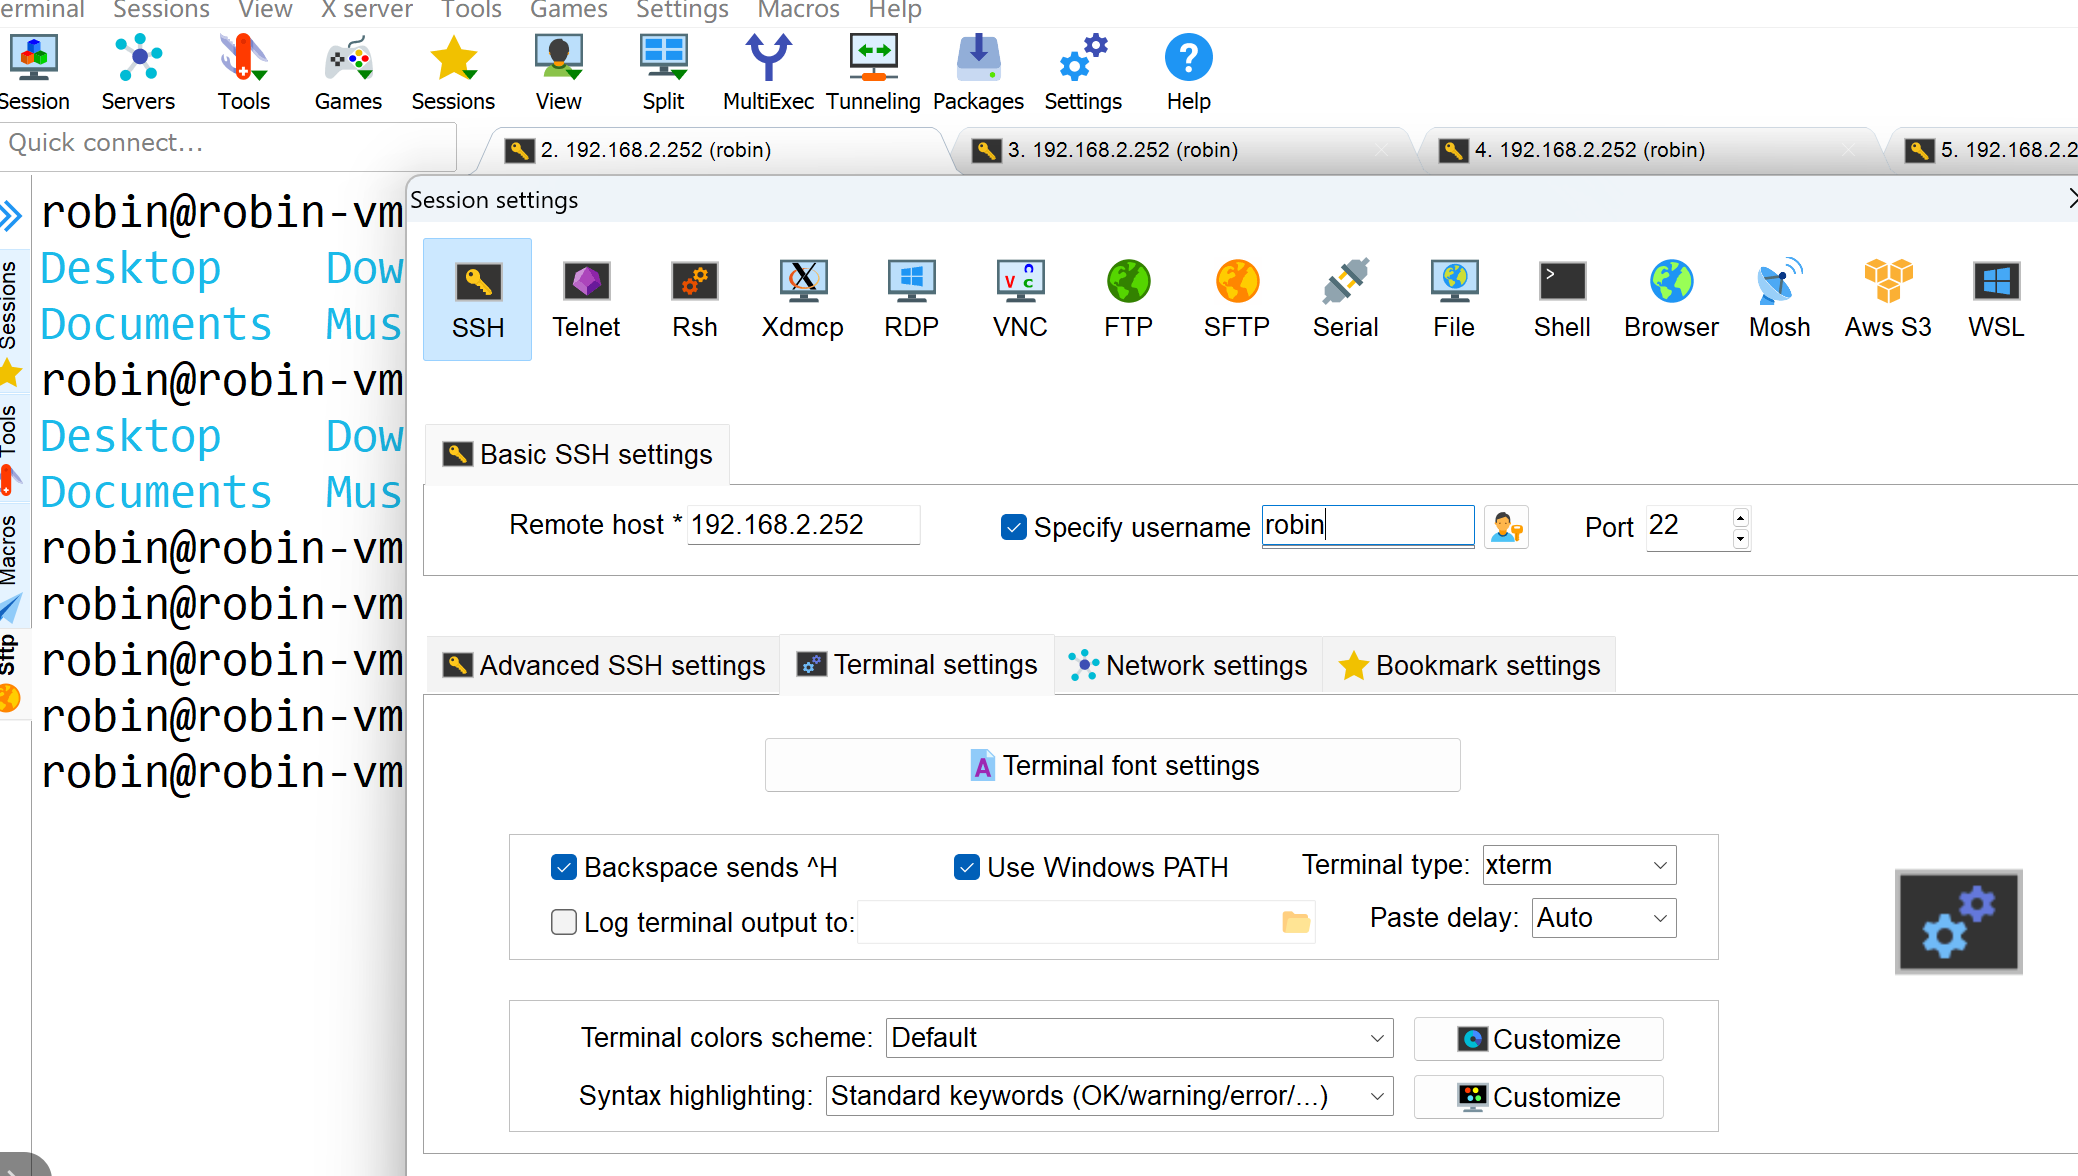 erminal Sessions View X server Tools Games Settings Macros Help
Session Servers Tools Games Sessions View Split MultiExec Tunneling Packages Settings Help
Quick connect...
2. 192.168.2.252 (robin)
3. 192.168.2.252 (robin)
4. 192.168.2.252 (robin)
5. 192.168.2.2
Sessions
Tools
Macros
Sftp
robin@robin-vm
Desktop Dow
Documents Mus
robin@robin-vm
Desktop Dow
Documents Mus
robin@robin-vm
robin@robin-vm
robin@robin-vm
robin@robin-vm
robin@robin-vm
Session settings
SSH Telnet Rsh Xdmcp RDP VNC FTP SFTP Serial File Shell Browser Mosh Aws S3 WSL
Basic SSH settings
Remote host * 192.168.2.252 Specify username robin Port 22
Advanced SSH settings Terminal settings Network settings Bookmark settings
Terminal font settings
Backspace sends ^H Use Windows PATH Terminal type: xterm
Log terminal output to: Paste delay: Auto
Terminal colors scheme: Default Customize
Syntax highlighting: Standard keywords (OK/warning/error/...) Customize